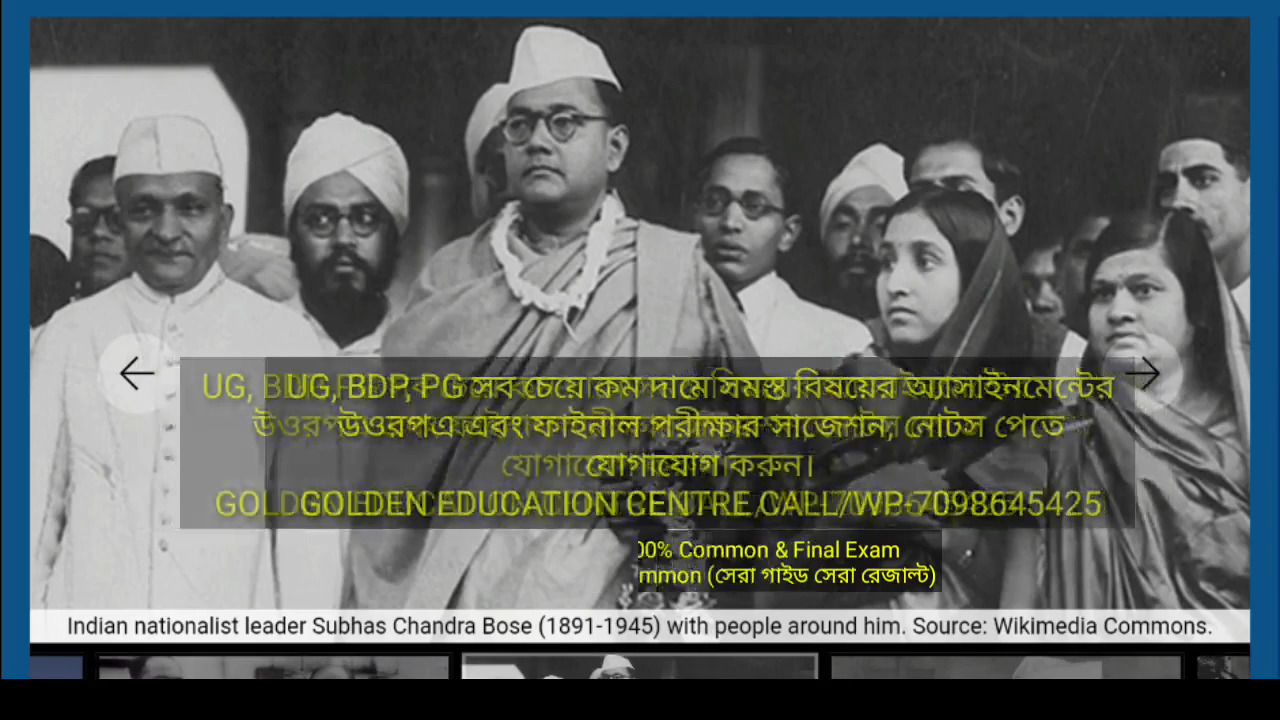 UG, BDP, PG সব চেয়ে কম দামে সমস্ত বিষয়ের অ্যাসাইনমেন্টের
উওরপএ এবং ফাইনাল পরীক্ষার সাজেশান, নোটস পেতে
যোগাযোগ করুন।
GOLDEN EDUCATION CENTRE,CALL/WP-7098645425
00% Common & Final Exam
mmon (সেরা গাইড সেরা রেজাল্ট)
Indian nationalist leader Subhas Chandra Bose (1891-1945) with people around him. Source: Wikimedia Commons.